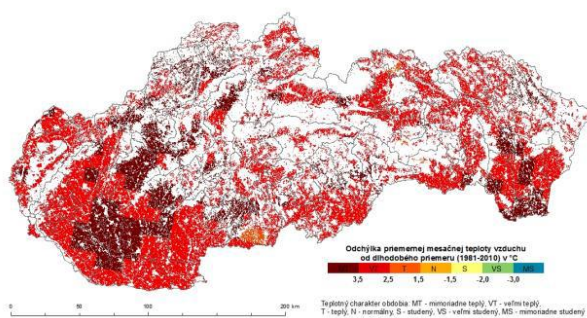 Odchýlka priemernej mesačnej teploty vzduchu
od dlhodobého priemeru (1981-2010) v °C
T N S VS MS
3,5 2,5 1,5 -1,5 -2,0 -3,0
Teplotný charakter obdobia: MT - mimoriadne teplý, VT - veľmi teplý,
T - teplý, N - normálny, S - studený, VS - veľmi studený, MS - mimoriadne studený
0 50 100 200 km